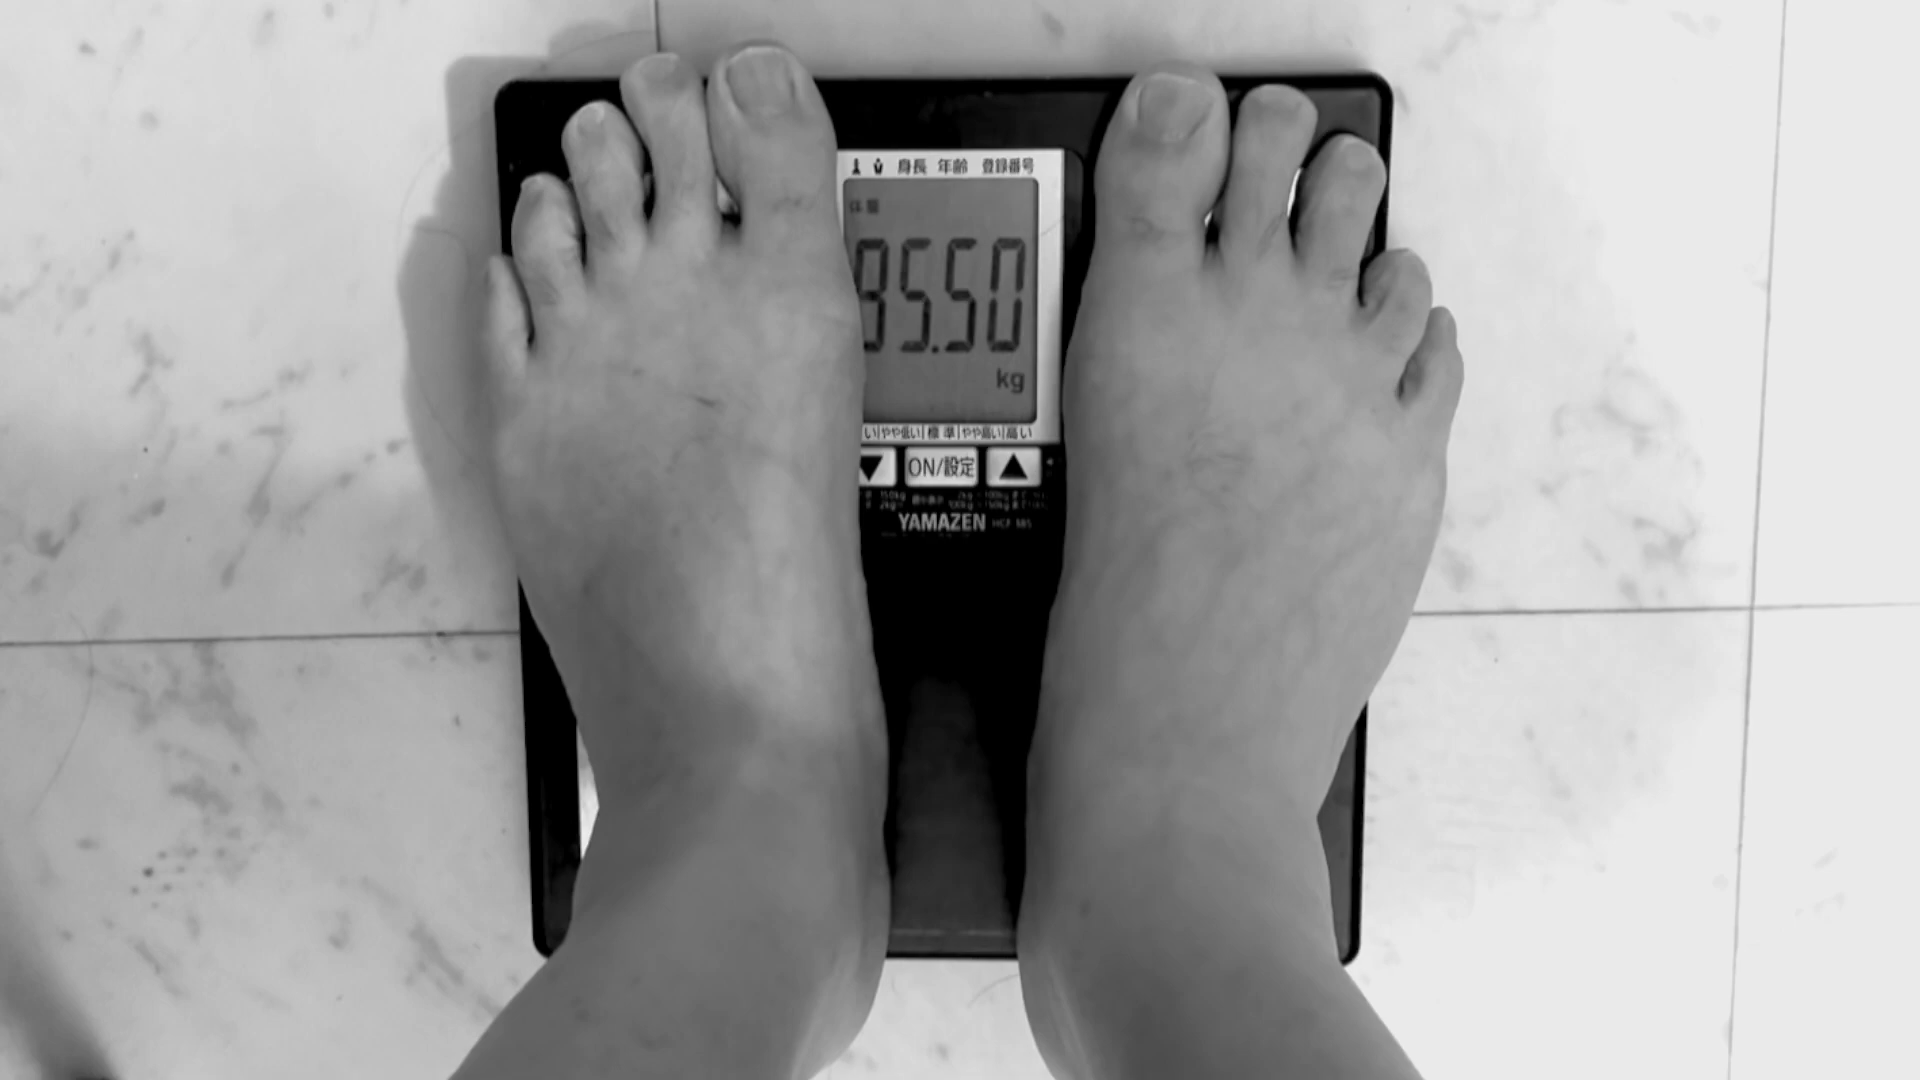 身長 年齢 登録番号
体重
85.50
kg
い|やや低い|標準|やや高い|高い
▼ ON/設定 ▲
YAMAZEN